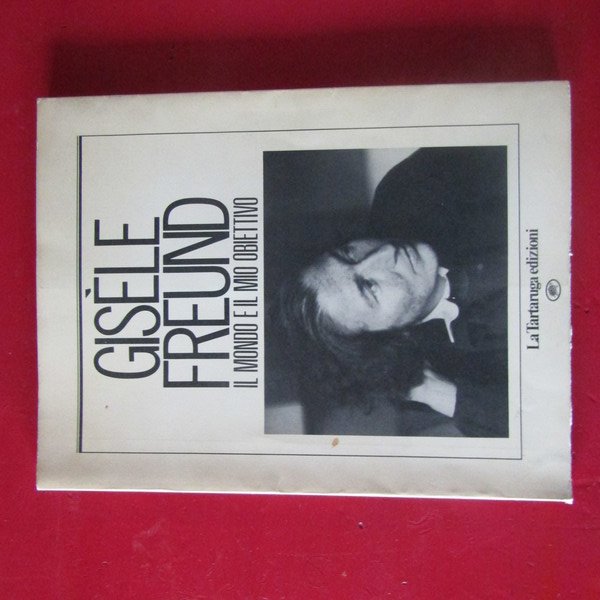 GISÈLE
FREUND
IL MONDO E IL MIO OBIETTIVO
La Tartaruga edizioni